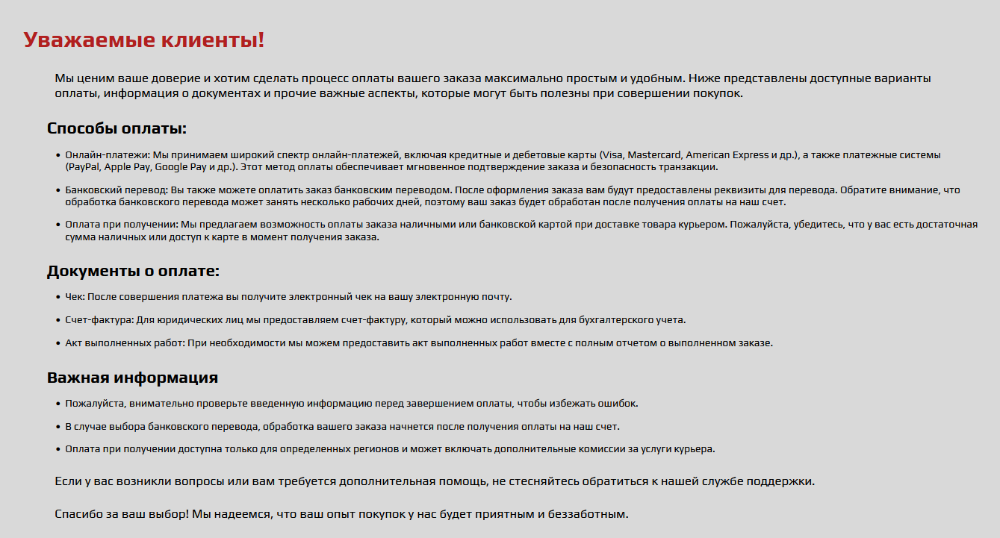 Уважаемые клиенты!
Мы ценим ваше доверие и хотим сделать процесс оплаты вашего заказа максимально простым и удобным. Ниже представлены доступные варианты
оплаты, информация о документах и прочие важные аспекты, которые могут быть полезны при совершении покупок.
Способы оплаты:
• Онлайн-платежи: Мы принимаем широкий спектр онлайн-платежей, включая кредитные и дебетовые карты (Visa, Mastercard, American Express и др.), а также платежные системы
(PayPal, Apple Pay, Google Pay и др.). Этот метод оплаты обеспечивает мгновенное подтверждение заказа и безопасность транзакции.
• Банковский перевод: Вы также можете оплатить заказ банковским переводом. После оформления заказа вам будут предоставлены реквизиты для перевода. Обратите внимание, что
обработка банковского перевода может занять несколько рабочих дней, поэтому ваш заказ будет обработан после получения оплаты на наш счет.
• Оплата при получении: Мы предлагаем возможность оплаты заказа наличными или банковской картой при доставке товара курьером. Пожалуйста, убедитесь, что у вас есть достаточная
сумма наличных или доступ к карте в момент получения заказа.
Документы о оплате:
• Чек: После совершения платежа вы получите электронный чек на вашу электронную почту.
• Счет-фактура: Для юридических лиц мы предоставляем счет-фактуру, который можно использовать для бухгалтерского учета.
• Акт выполненных работ: При необходимости мы можем предоставить акт выполненных работ вместе с полным отчетом о выполненном заказе.
Важная информация
• Пожалуйста, внимательно проверьте введенную информацию перед завершением оплаты, чтобы избежать ошибок.
• В случае выбора банковского перевода, обработка вашего заказа начнется после получения оплаты на наш счет.
• Оплата при получении доступна только для определенных регионов и может включать дополнительные комиссии за услуги курьера.
Если у вас возникли вопросы или вам требуется дополнительная помощь, не стесняйтесь обратиться к нашей службе поддержки.
Спасибо за ваш выбор! Мы надеемся, что ваш опыт покупок у нас будет приятным и беззаботным.